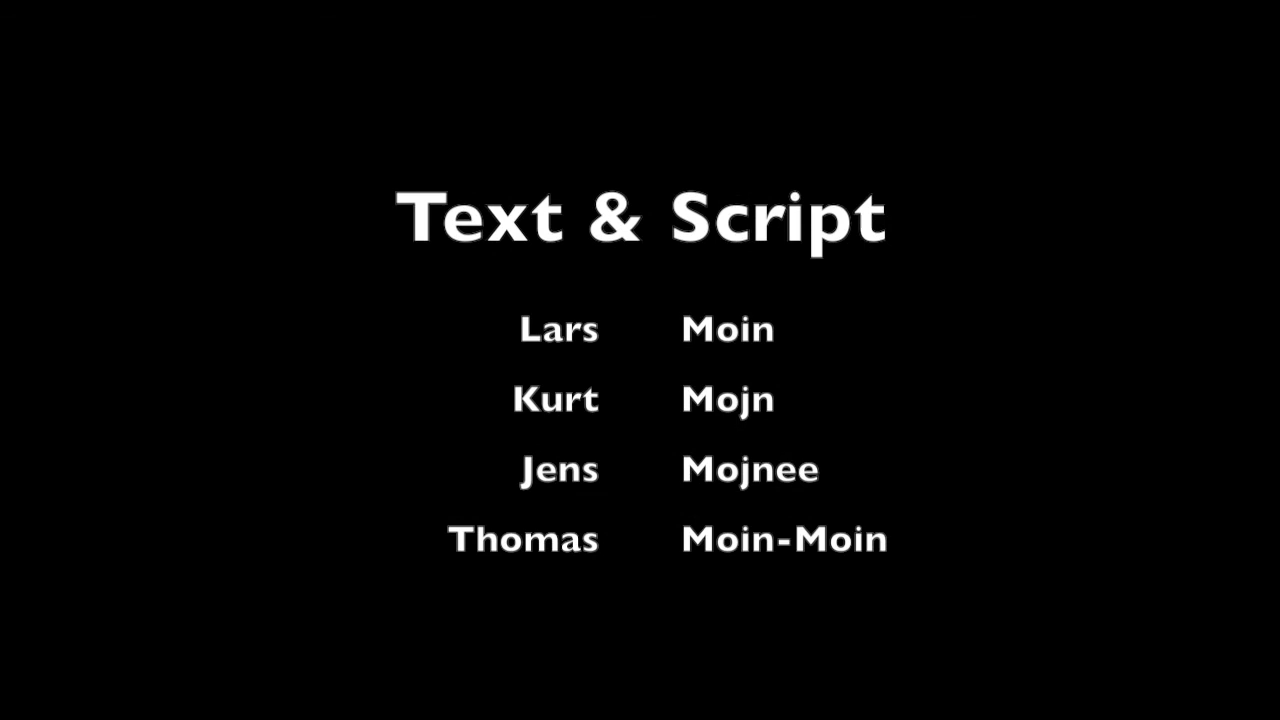 Text & Script
Lars Moin
Kurt Mojn
Jens Mojnee
Thomas Moin-Moin